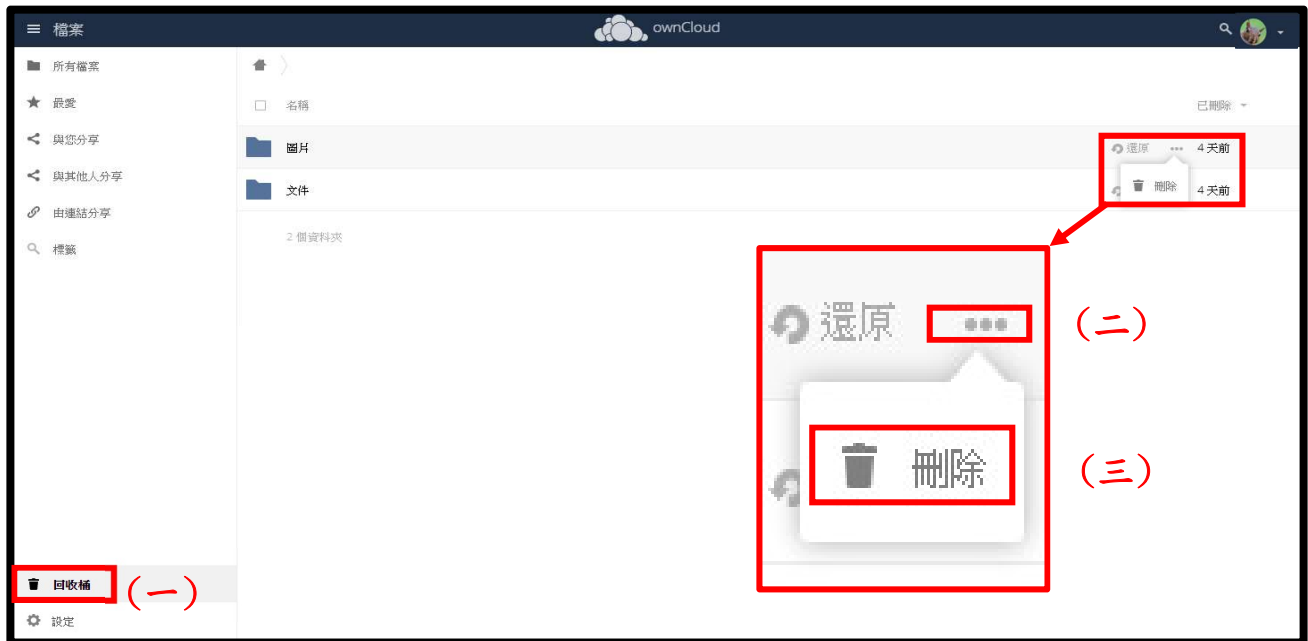 檔案
ownCloud
所有檔案
最愛
與您分享
與其他人分享
由連結分享
標籤
名稱 已刪除
圖片 還原 ••• 4 天前
刪除
文件 4 天前
2 個資料夾
還原 ••• (二)
刪除 (三)
回收桶 (一)
設定